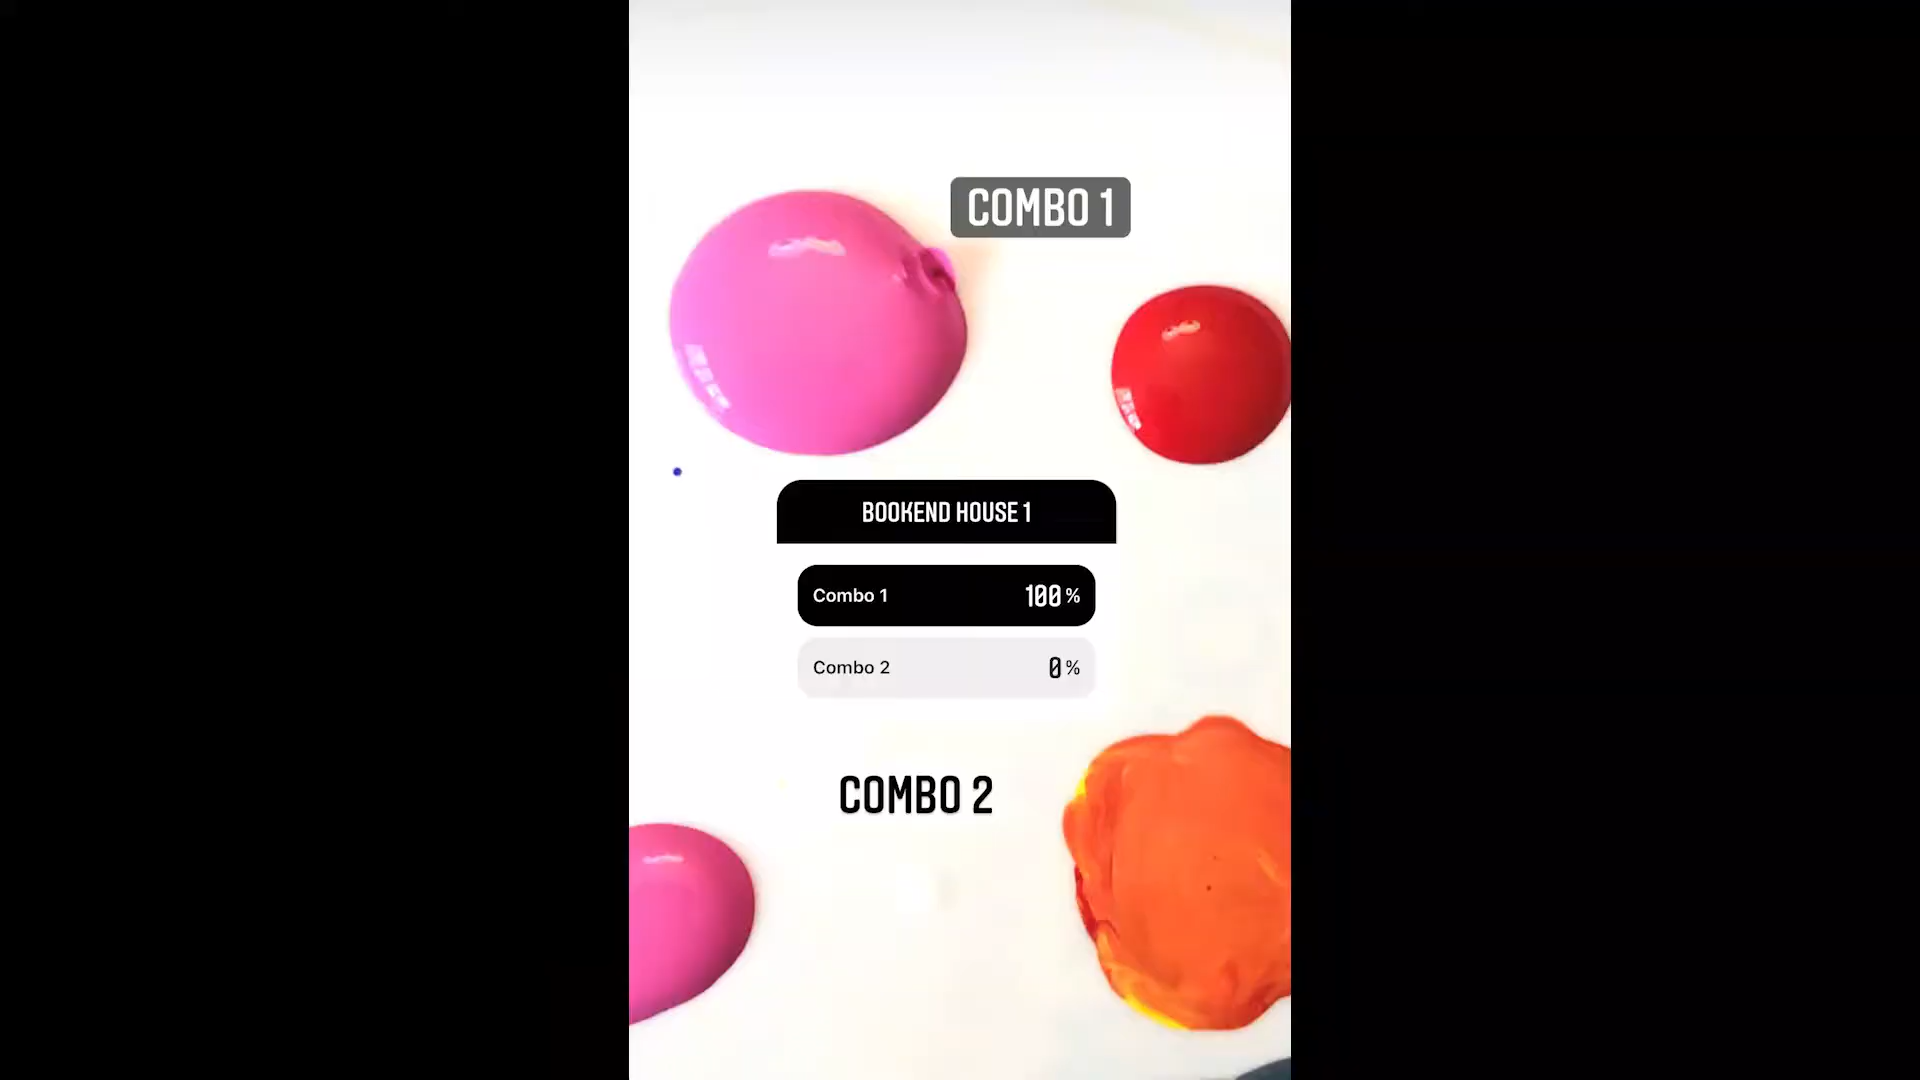 COMBO 1
BOOKEND HOUSE 1
Combo 1 100%
Combo 2 0%
COMBO 2